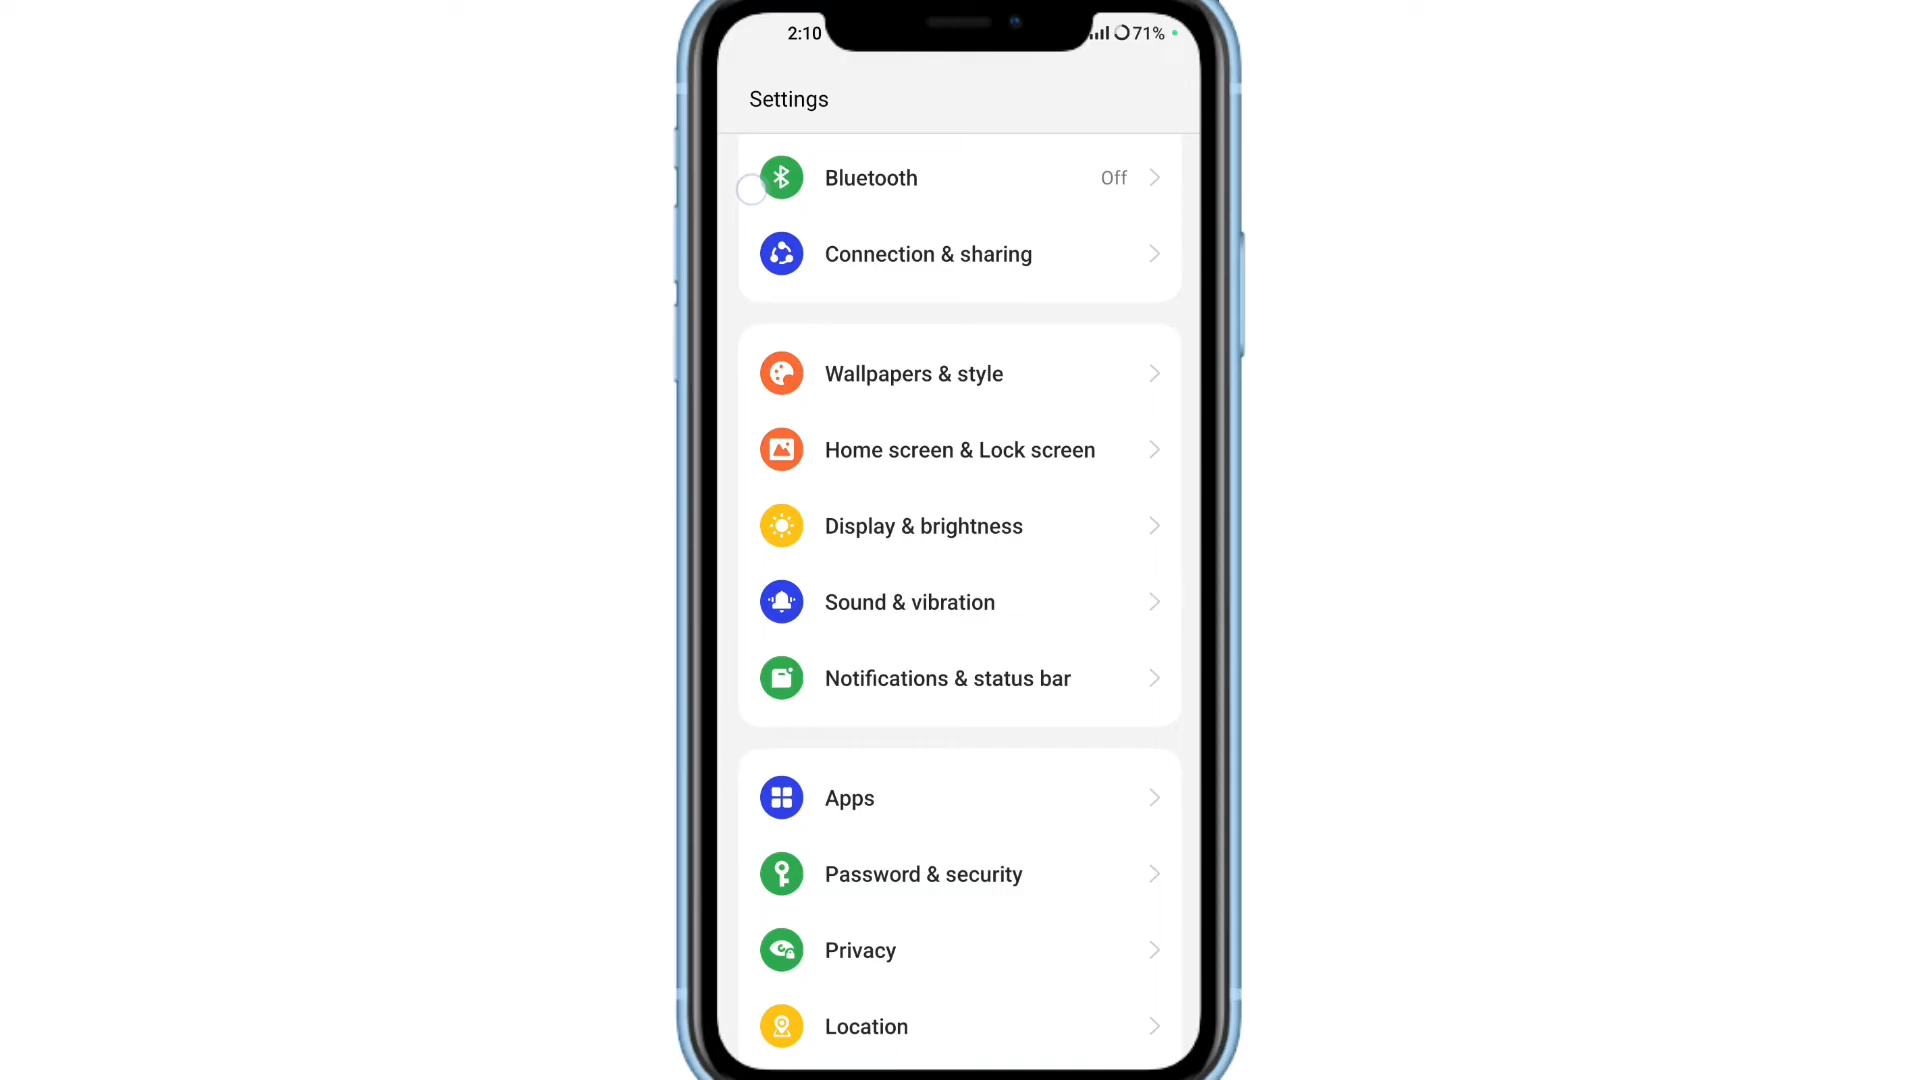 2:10
71%
Settings
Bluetooth Off
Connection & sharing
Wallpapers & style
Home screen & Lock screen
Display & brightness
Sound & vibration
Notifications & status bar
Apps
Password & security
Privacy
Location